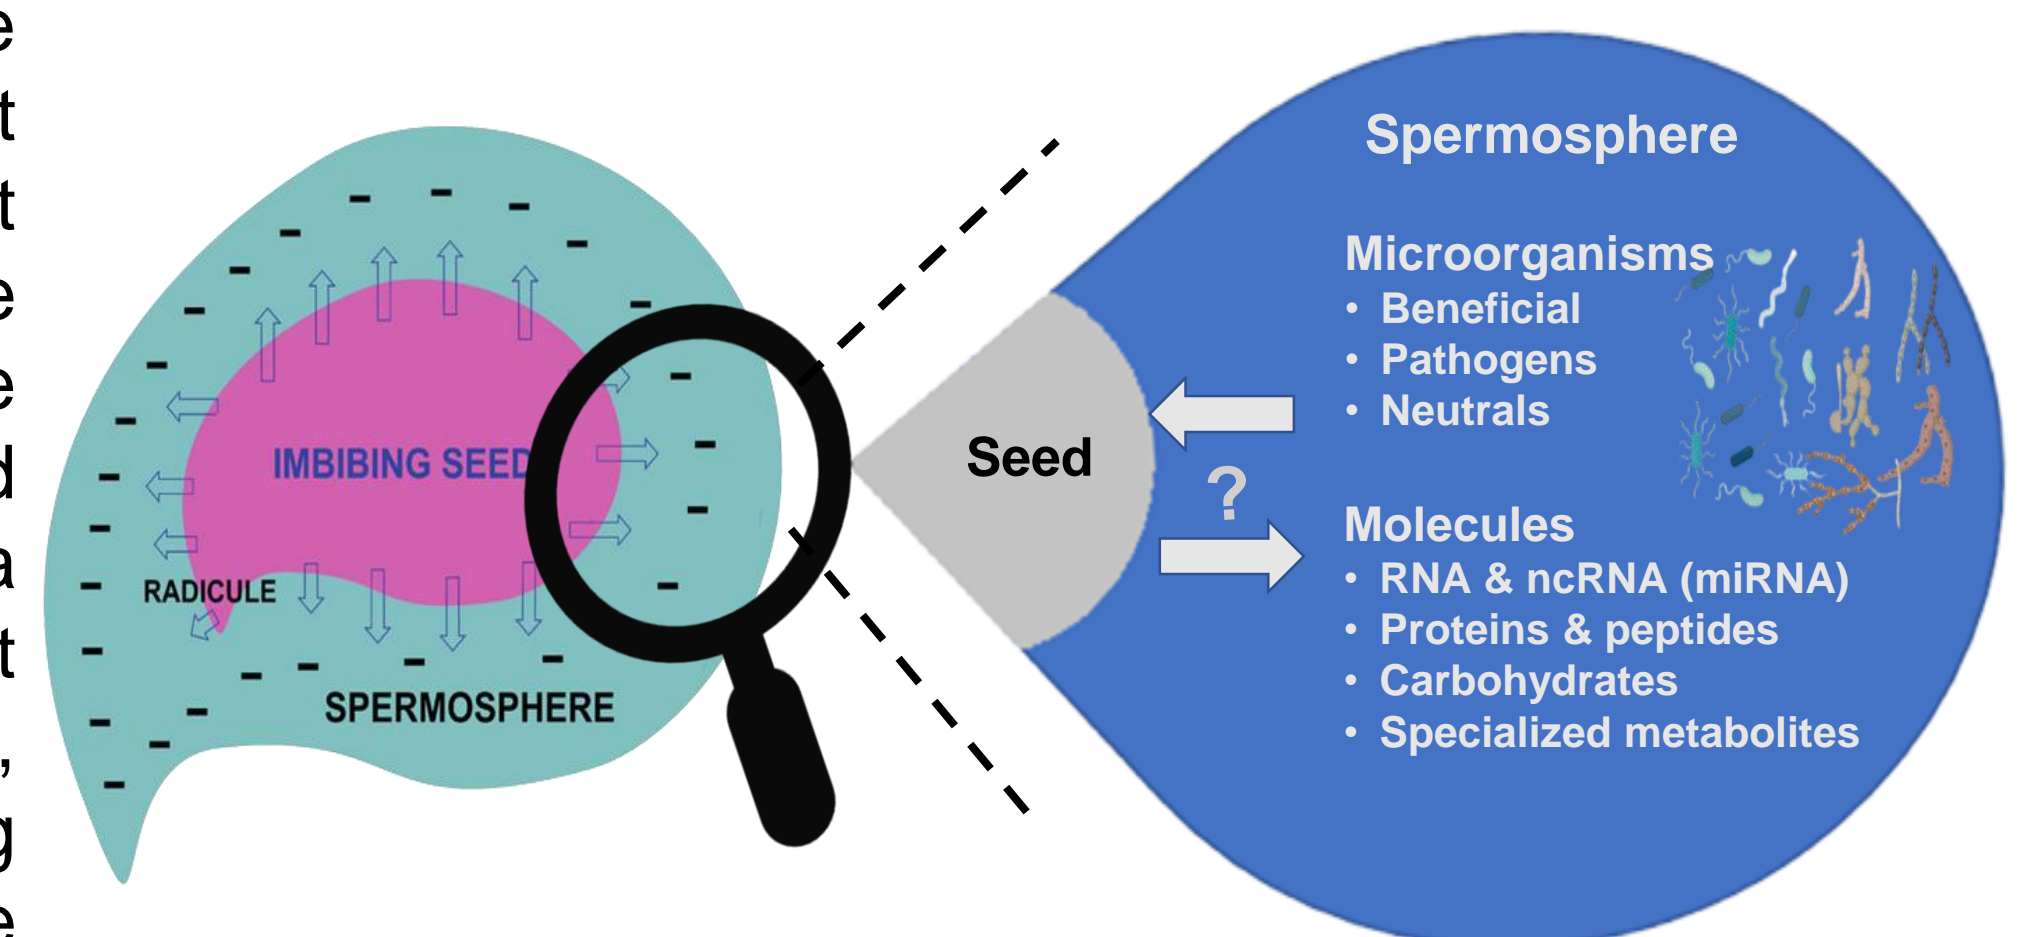 e
t
t
e
e
d
a
t
,
g
e
IMBIBING SEED
RADICULE
SPERMOSPHERE
Seed
?
Spermosphere
Microorganisms
• Beneficial
• Pathogens
• Neutrals
Molecules
• RNA & ncRNA (miRNA)
• Proteins & peptides
• Carbohydrates
• Specialized metabolites